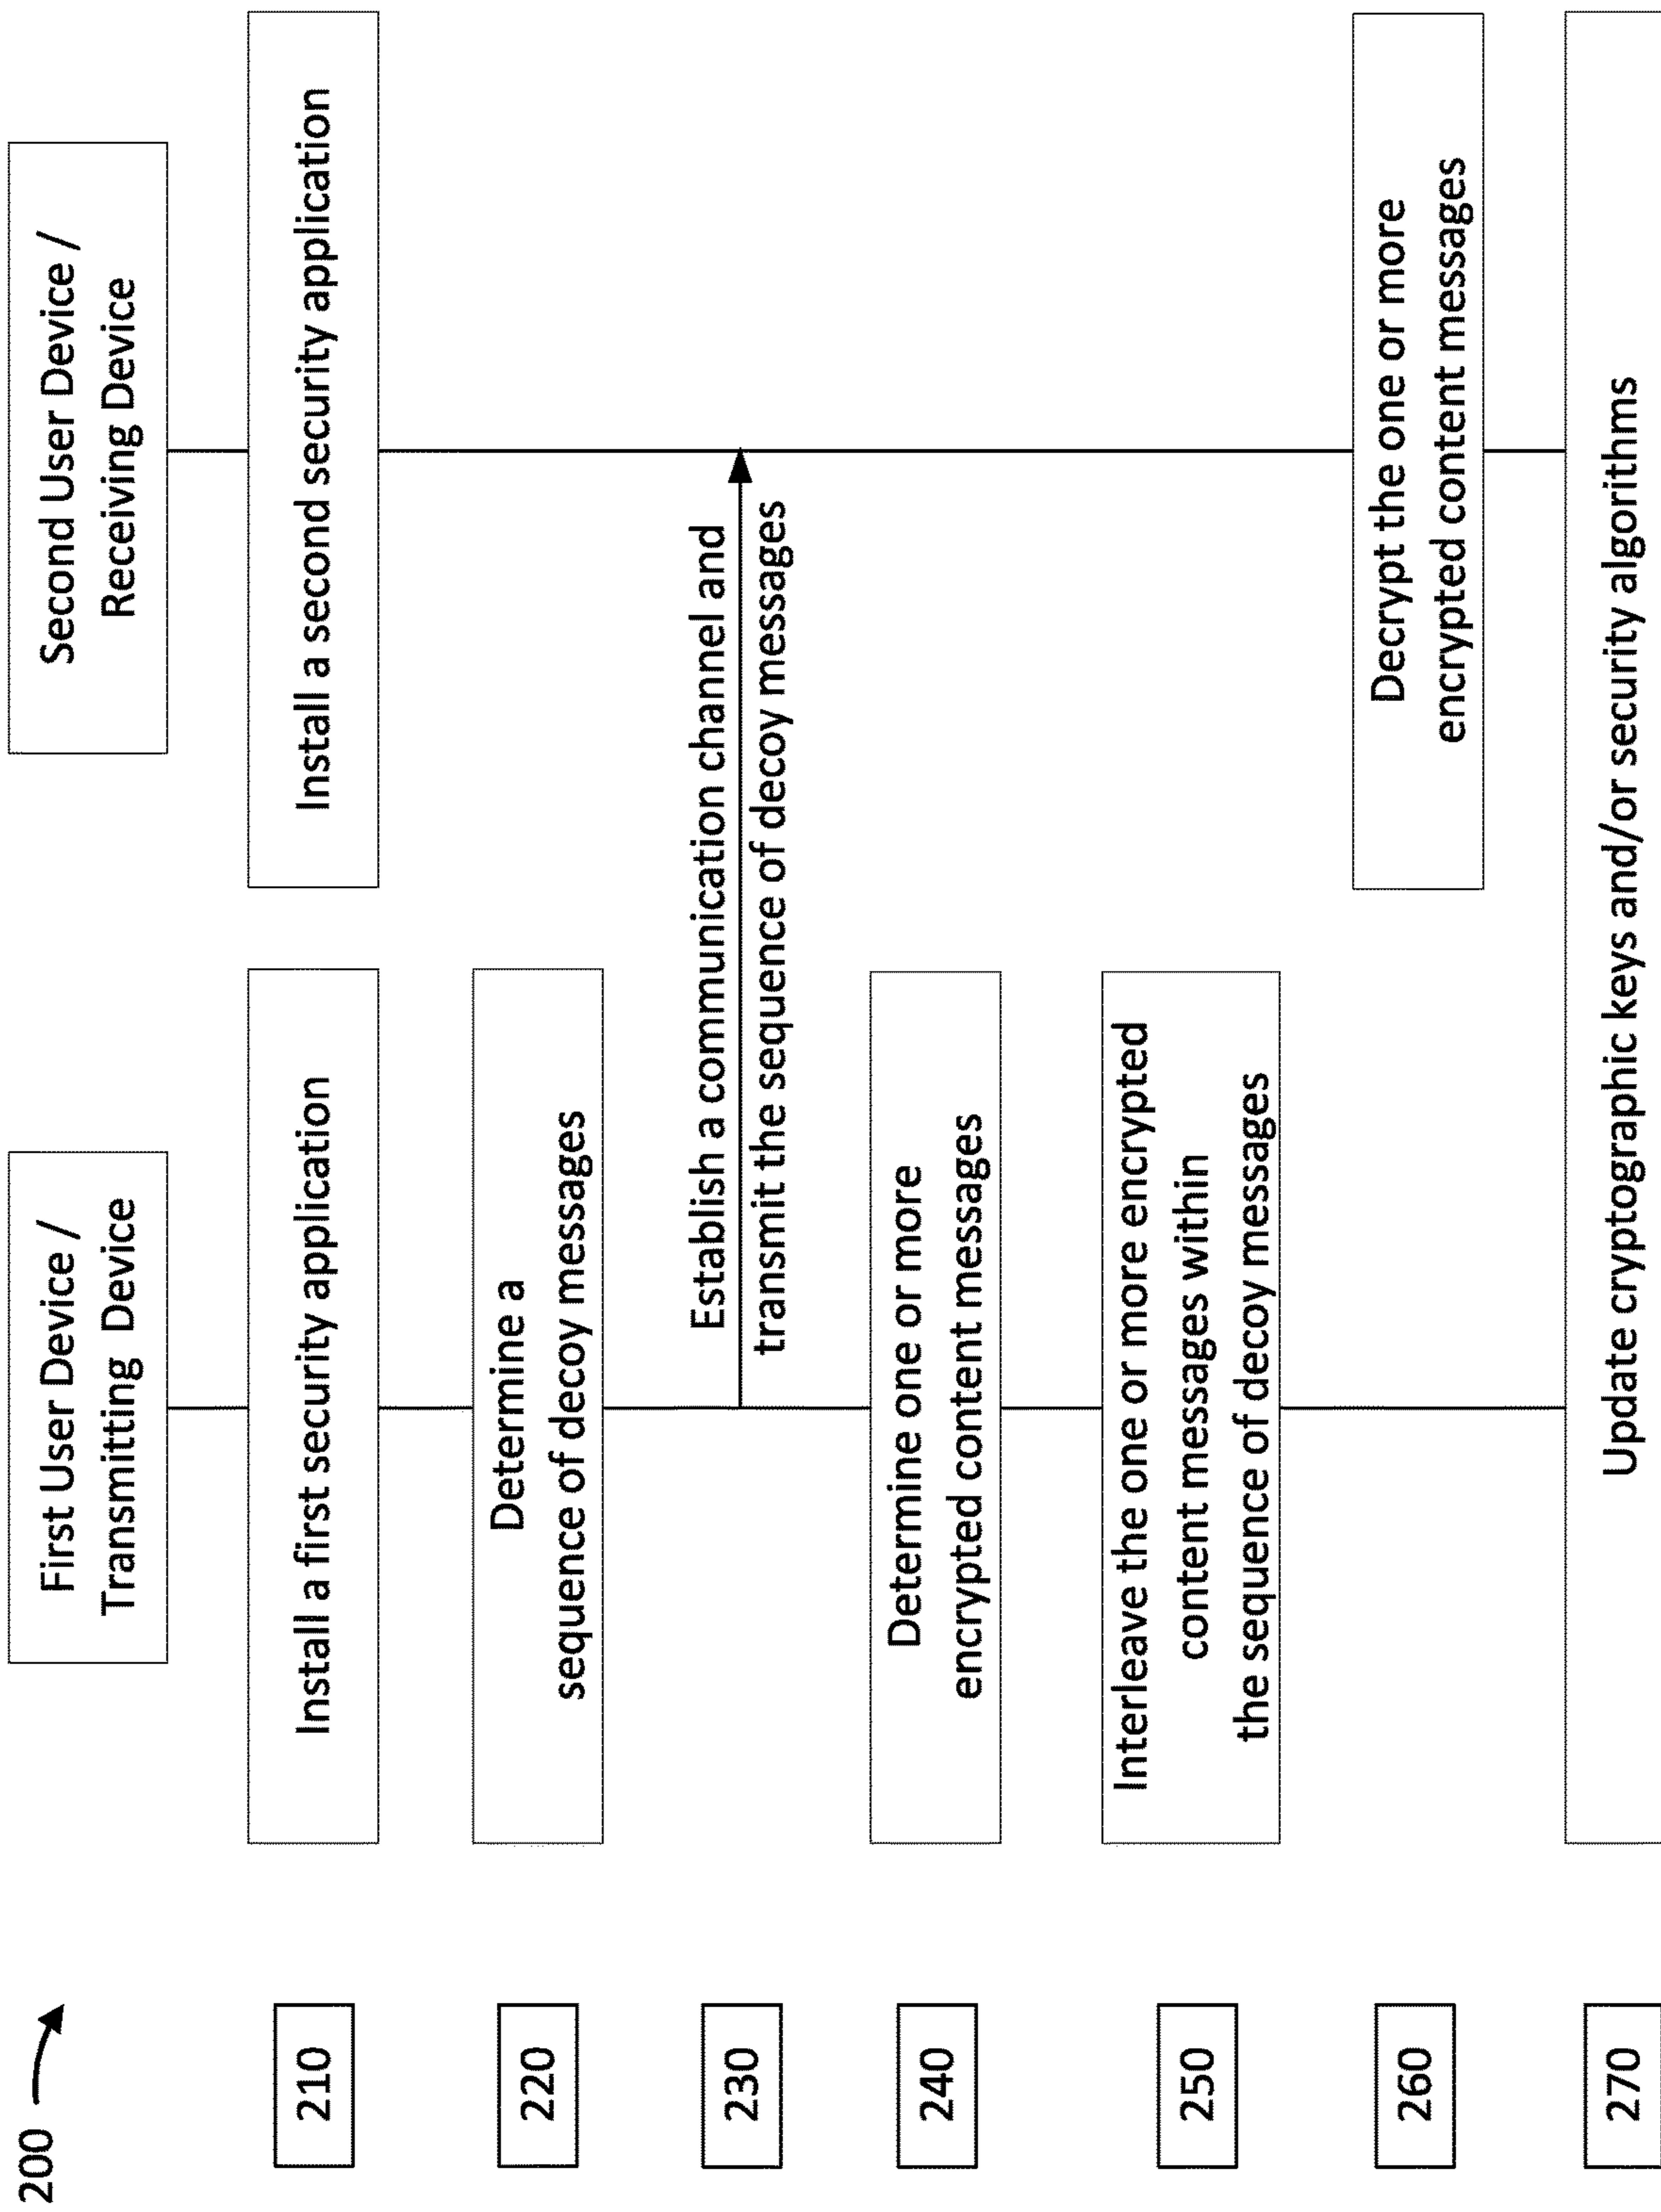 200
First User Device /
Transmitting Device
Second User Device /
Receiving Device
210
Install a first security application
Install a second security application
220
Determine a
sequence of decoy messages
230
Establish a communication channel and
transmit the sequence of decoy messages
240
Determine one or more
encrypted content messages
250
Interleave the one or more encrypted
content messages within
the sequence of decoy messages
260
Decrypt the one or more
encrypted content messages
270
Update cryptographic keys and/or security algorithms